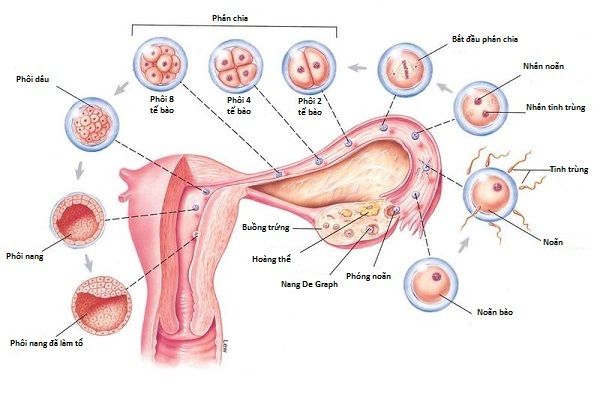 Phân chia
Bắt đầu phân chia
Nhân noãn
Nhân tinh trùng
Phôi dâu
Phôi 8
tế bào
Phôi 4
tế bào
Phôi 2
tế bào
Tinh trùng
Noãn
Buồng trứng
Hoàng thể
Nang De Graph
Phóng noãn
Noãn bào
Phôi nang
Phôi nang đã làm tổ
Lew